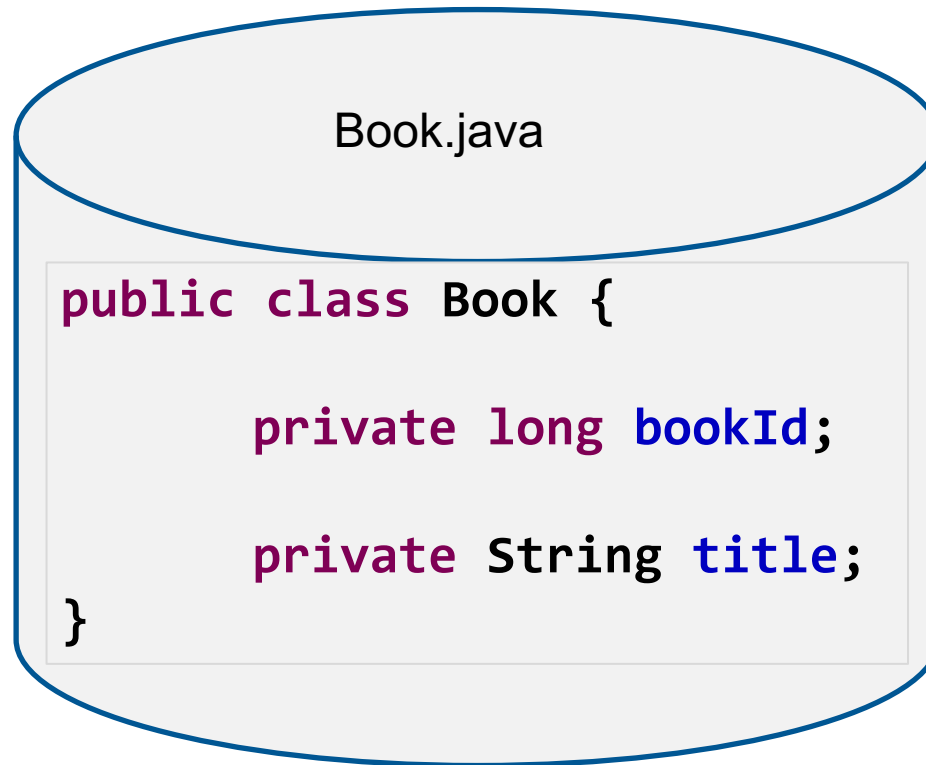 Book.java
public class Book {
private long bookId;
private String title;
}